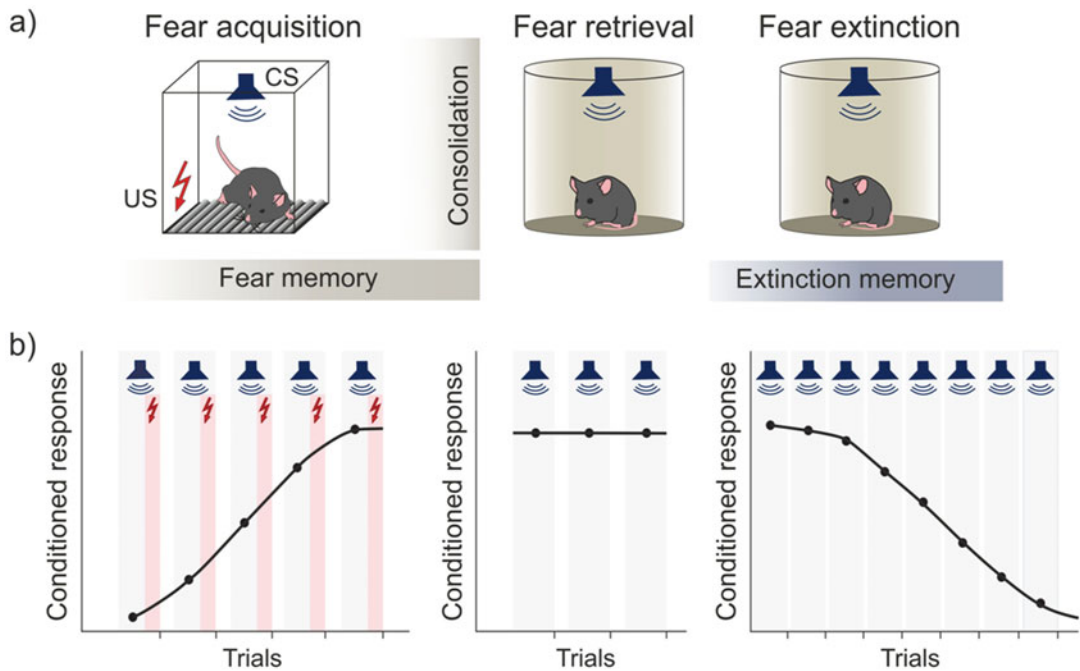 a)
Fear acquisition
Fear retrieval
Fear extinction
CS
US
Consolidation
Fear memory
Extinction memory
b)
Conditioned response
Trials
Conditioned response
Trials
Conditioned response
Trials